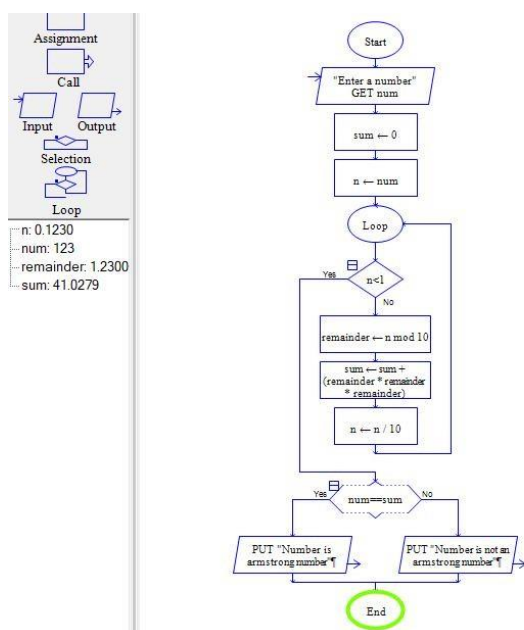 Assignment
Call
Input Output
Selection
Loop
n: 0.1230
num: 123
remainder: 1.2300
sum: 41.0279
Start
"Enter a number"
GET num
sum ← 0
n ← num
Loop
Yes
n<1
No
remainder ← n mod 10
sum ← sum +
(remainder * remainder
* remainder)
n ← n / 10
Yes
num==sum
No
PUT "Number is
armstrong number"¶
PUT "Number is not an
armstrong number"¶
End